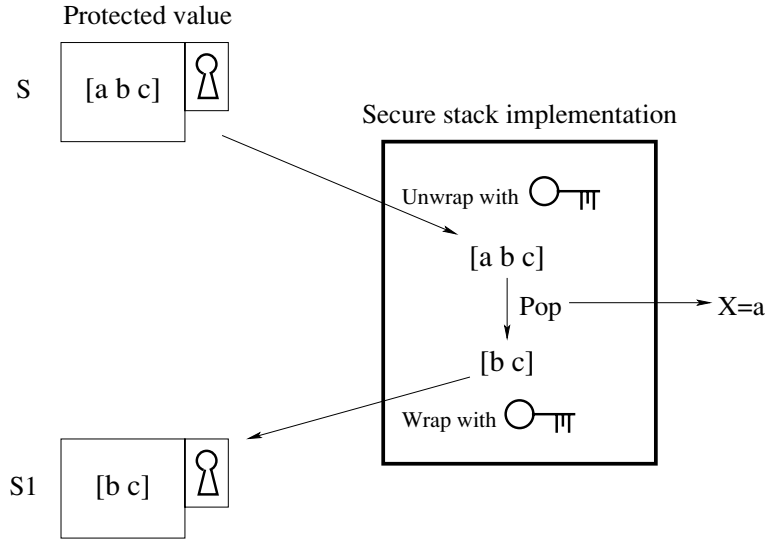 Protected value
S
[a b c]
Secure stack implementation
Unwrap with
[a b c]
Pop
X=a
[b c]
Wrap with
S1
[b c]